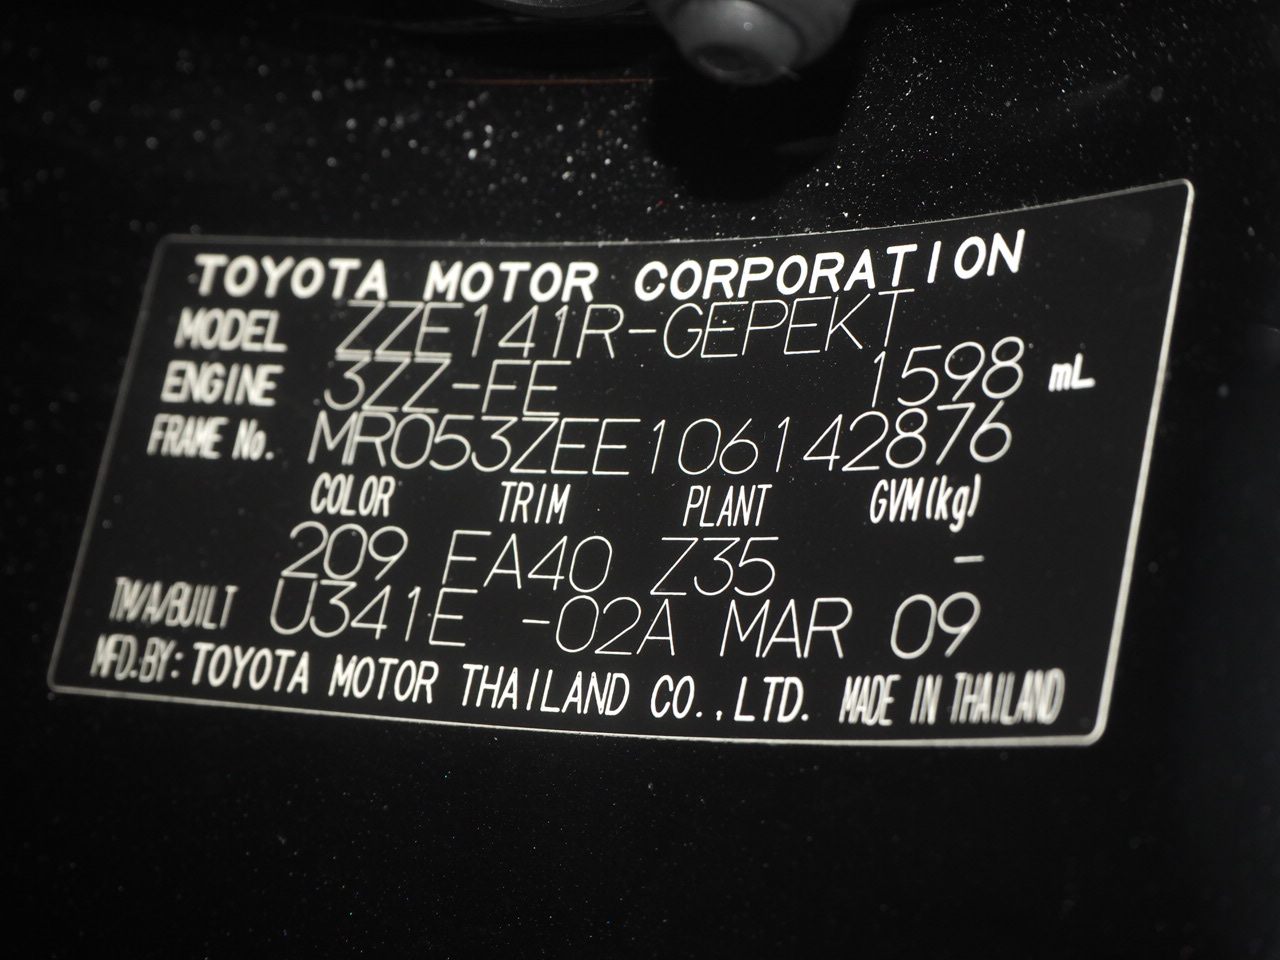 TOYOTA MOTOR CORPORATION
MODEL ZZE141R-GEPEKT
ENGINE 3ZZ-FE 1598 mL
FRAME No. MR053ZEE106142876
COLOR TRIM PLANT GVM(kg)
209 FA40 Z35 -
TM/A/BUILT U341E -02A MAR 09
MFD.BY: TOYOTA MOTOR THAILAND CO.,LTD. MADE IN THAILAND